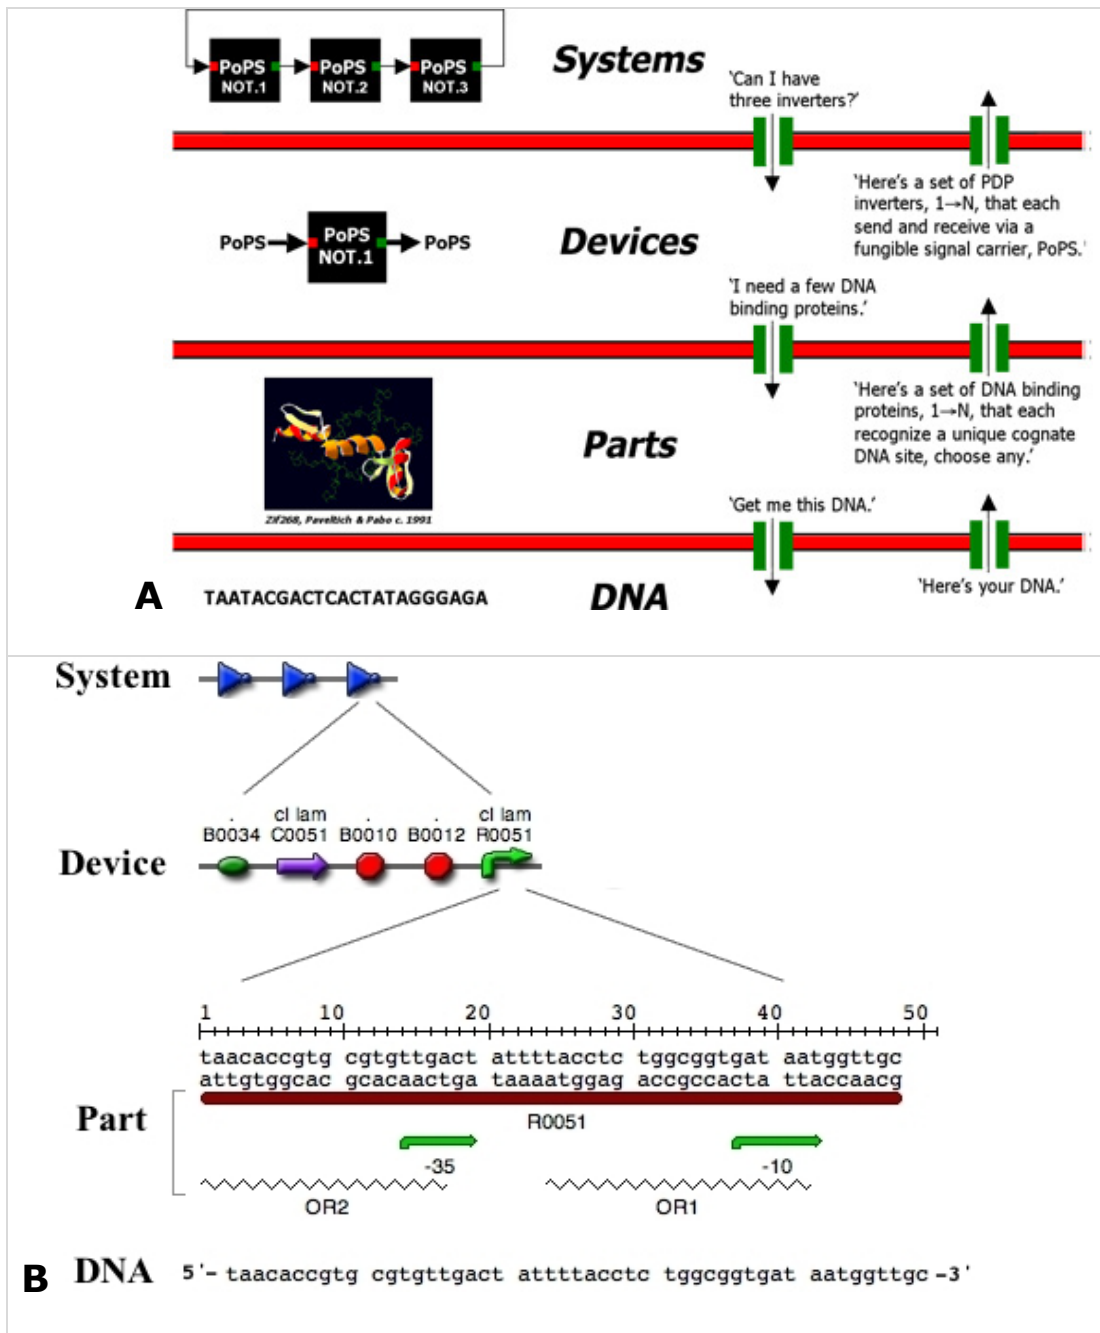 PoPS NOT.1
PoPS NOT.2
PoPS NOT.3
Systems
‘Can I have
three inverters?’
‘Here’s a set of PDP
inverters, 1→N, that each
send and receive via a
fungible signal carrier, PoPS.’
PoPS
PoPS NOT.1
PoPS
Devices
‘I need a few DNA
binding proteins.’
‘Here’s a set of DNA binding
proteins, 1→N, that each
recognize a unique cognate
DNA site, choose any.’
Parts
Zif268, Paveltich & Pabo c. 1991
‘Get me this DNA.’
‘Here’s your DNA.’
A
TAATACGACTCACTATAGGGAGA
DNA
System
Device
. B0034
cI lam C0051
. B0010
. B0012
cI lam R0051
1 10 20 30 40 50
taacaccgtg cgtgttgact attttacctc tggcggtgat aatggttgc
attgtggcac gcacaactga taaaatggag accgccacta ttaccaacg
Part
R0051
-35
-10
OR2
OR1
B
DNA
5'- taacaccgtg cgtgttgact attttacctc tggcggtgat aatggttgc -3'